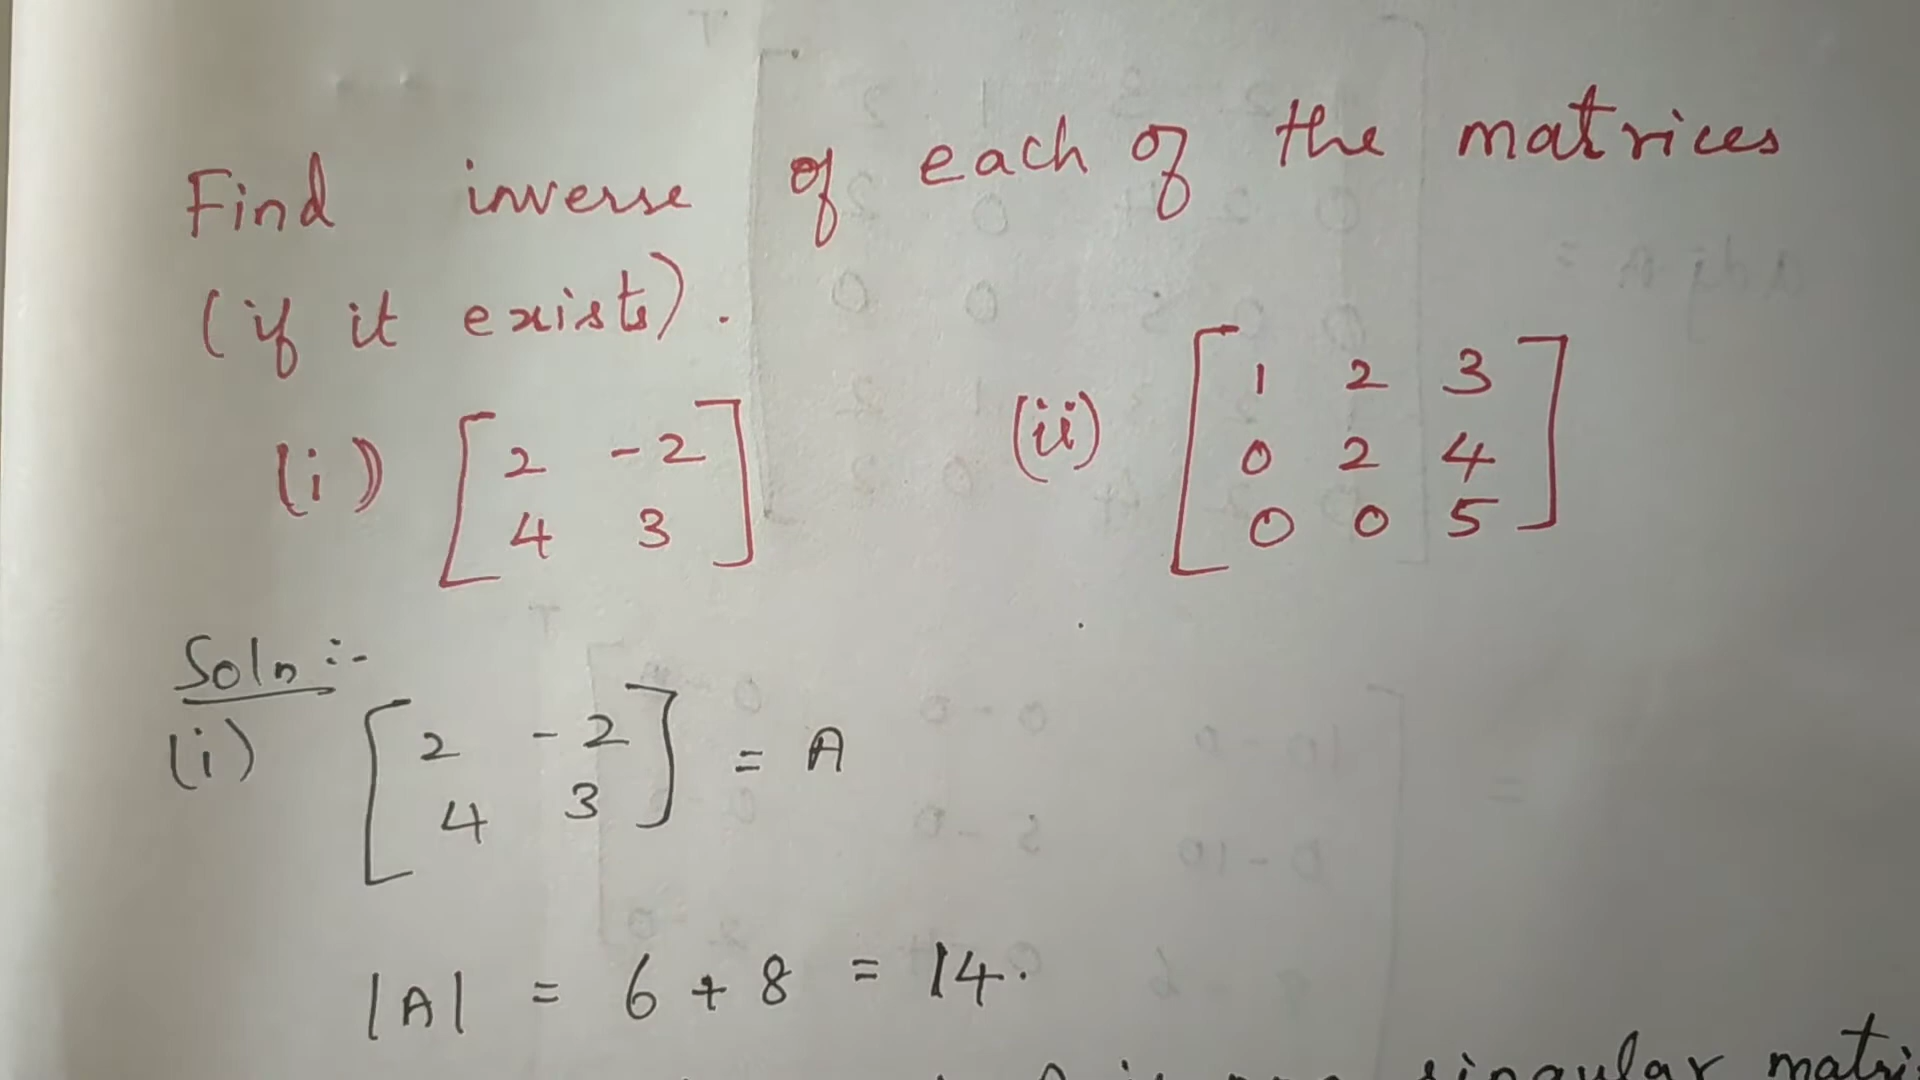 Find inverse of each of the matrices
(if it exists).
(i) [2 -2 (ii) [1 2 3
4 3] 0 2 4
0 0 5]
Soln :-
(i) [2 -2
4 3] = A
|A| = 6 + 8 = 14.
singular